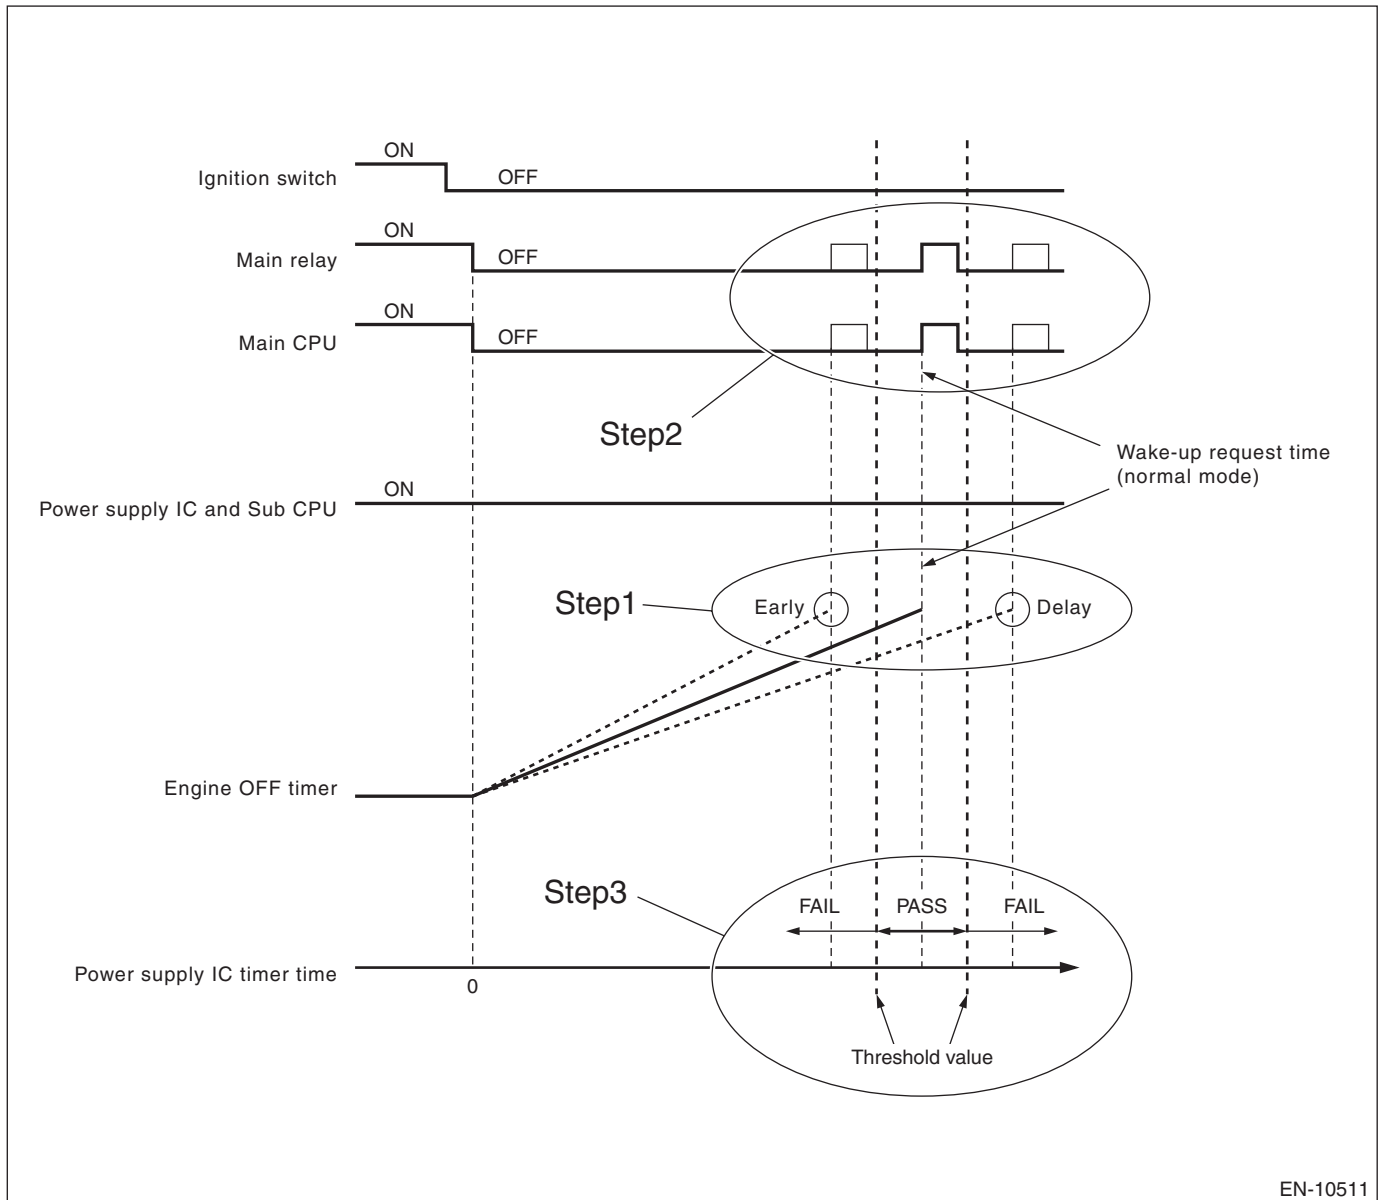 ON
Ignition switch
OFF
ON
Main relay
OFF
ON
Main CPU
OFF
Step2
Wake-up request time
(normal mode)
ON
Power supply IC and Sub CPU
Step1
Early
Delay
Engine OFF timer
Step3
FAIL
PASS
FAIL
Power supply IC timer time
0
Threshold value
EN-10511